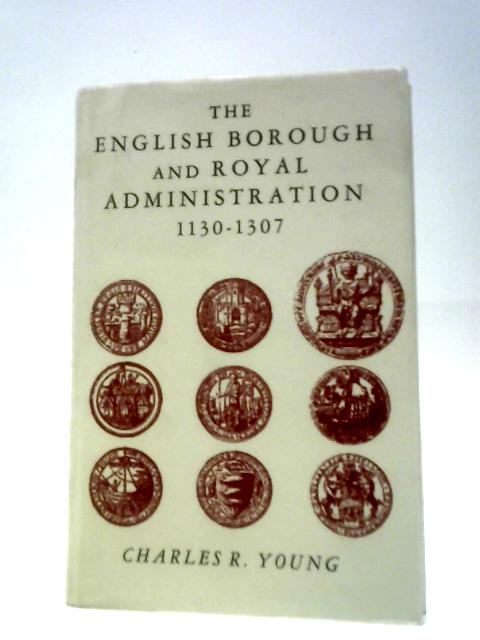 THE
ENGLISH BOROUGH
AND ROYAL
ADMINISTRATION
1130-1307
CHARLES R. YOUNG